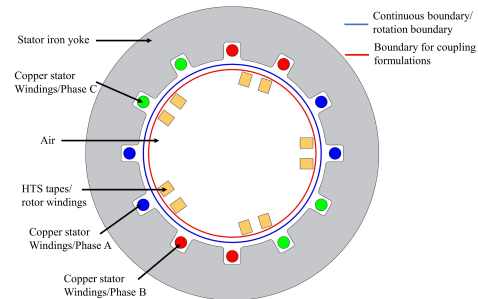 Stator iron yoke
Continuous boundary/
rotation boundary
Boundary for coupling
formulations
Copper stator
Windings/Phase C
Air
HTS tapes/
rotor windings
Copper stator
Windings/Phase A
Copper stator
Windings/Phase B